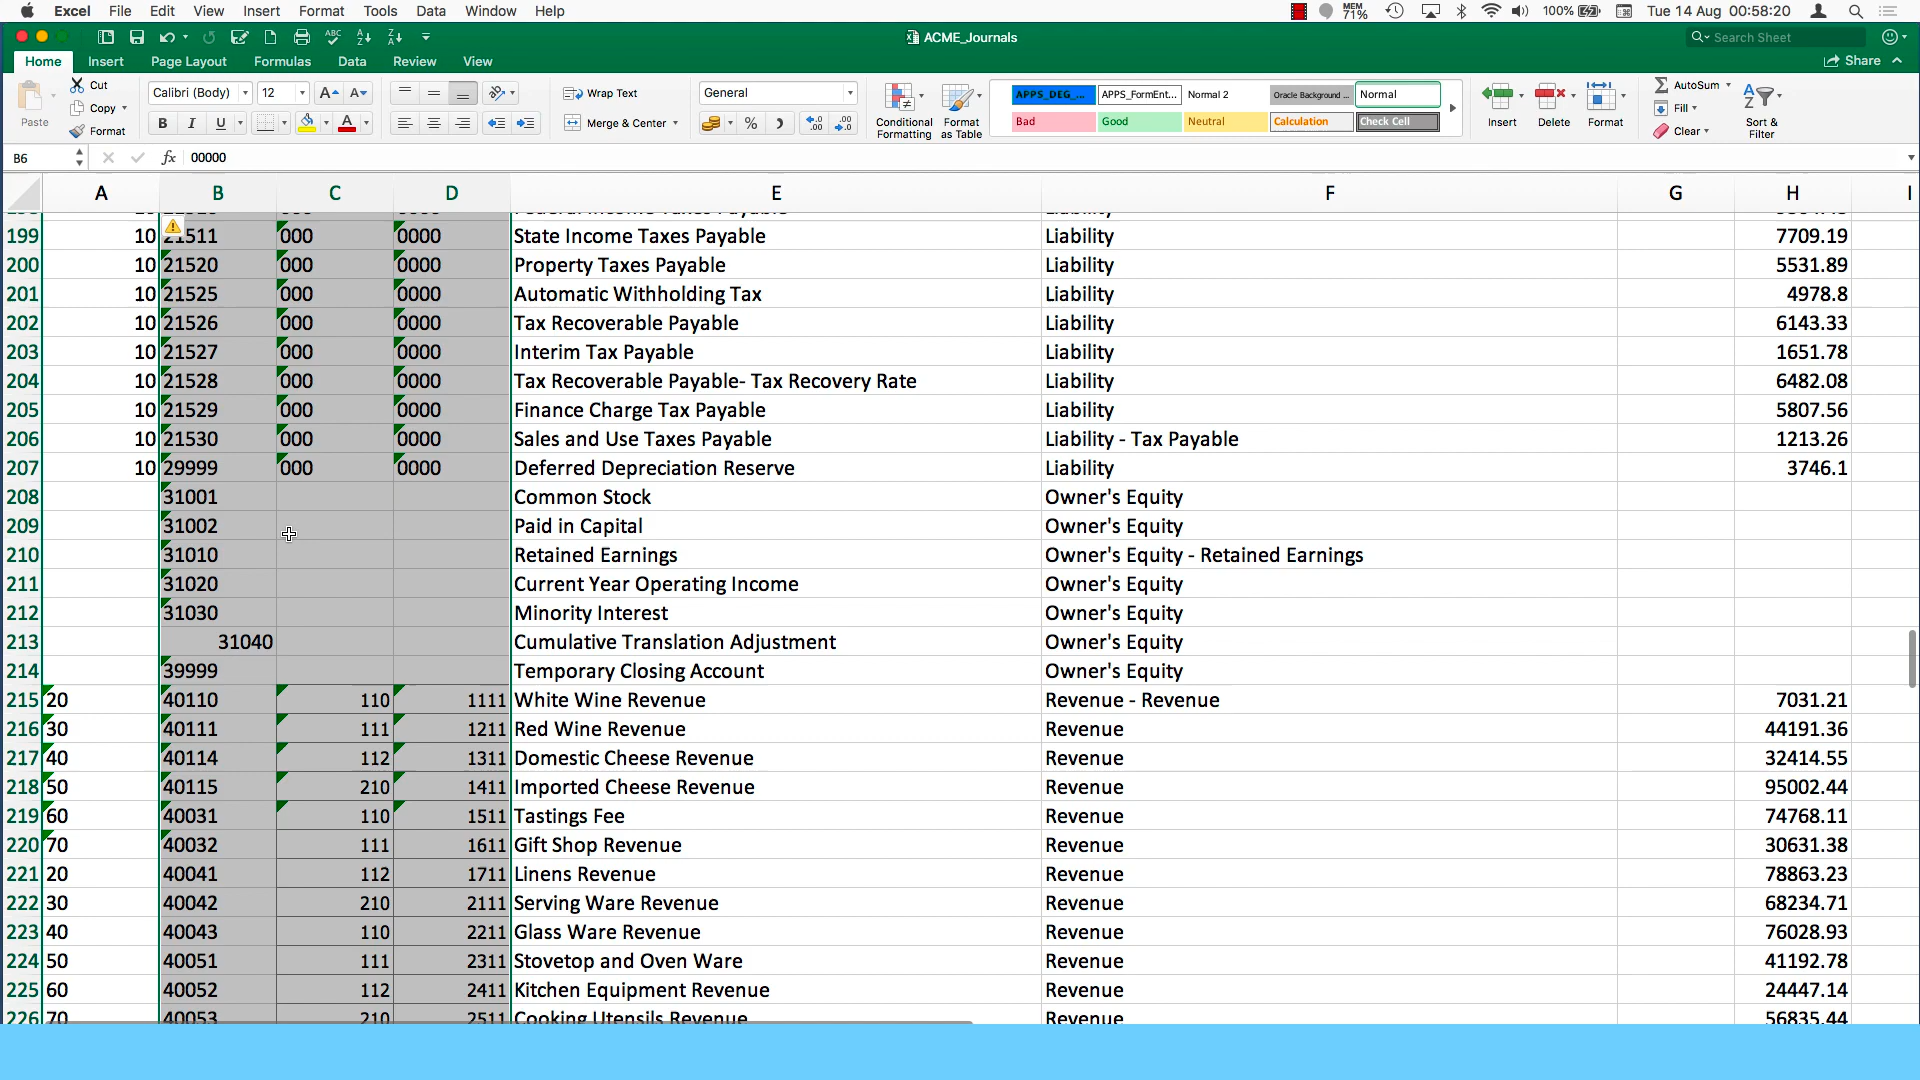 Excel File Edit View Insert Format Tools Data Window Help MEM 71% 100% Tue 14 Aug 00:58:20
ACME_Journals Search Sheet
Home Insert Page Layout Formulas Data Review View Share
Paste Cut Copy Format
Calibri (Body) 12 A A
B I U A
Wrap Text
Merge & Center
General
%
Conditional Formatting
Format as Table
APPS_DEG_... APPS_FormEnt... Normal 2 Oracle Background ... Normal
Bad Good Neutral Calculation Check Cell
Insert Delete Format
AutoSum
Fill
Clear
Sort & Filter
B6 fx 00000
A B C D E F G H I
199 10 21511 000 0000 State Income Taxes Payable Liability 7709.19
200 10 21520 000 0000 Property Taxes Payable Liability 5531.89
201 10 21525 000 0000 Automatic Withholding Tax Liability 4978.8
202 10 21526 000 0000 Tax Recoverable Payable Liability 6143.33
203 10 21527 000 0000 Interim Tax Payable Liability 1651.78
204 10 21528 000 0000 Tax Recoverable Payable- Tax Recovery Rate Liability 6482.08
205 10 21529 000 0000 Finance Charge Tax Payable Liability 5807.56
206 10 21530 000 0000 Sales and Use Taxes Payable Liability - Tax Payable 1213.26
207 10 29999 000 0000 Deferred Depreciation Reserve Liability 3746.1
208 31001 Common Stock Owner's Equity
209 31002 Paid in Capital Owner's Equity
210 31010 Retained Earnings Owner's Equity - Retained Earnings
211 31020 Current Year Operating Income Owner's Equity
212 31030 Minority Interest Owner's Equity
213 31040 Cumulative Translation Adjustment Owner's Equity
214 39999 Temporary Closing Account Owner's Equity
215 20 40110 110 1111 White Wine Revenue Revenue - Revenue 7031.21
216 30 40111 111 1211 Red Wine Revenue Revenue 44191.36
217 40 40114 112 1311 Domestic Cheese Revenue Revenue 32414.55
218 50 40115 210 1411 Imported Cheese Revenue Revenue 95002.44
219 60 40031 110 1511 Tastings Fee Revenue 74768.11
220 70 40032 111 1611 Gift Shop Revenue Revenue 30631.38
221 20 40041 112 1711 Linens Revenue Revenue 78863.23
222 30 40042 210 2111 Serving Ware Revenue Revenue 68234.71
223 40 40043 110 2211 Glass Ware Revenue Revenue 76028.93
224 50 40051 111 2311 Stovetop and Oven Ware Revenue 41192.78
225 60 40052 112 2411 Kitchen Equipment Revenue Revenue 24447.14
226 70 40053 210 2511 Cooking Utensils Revenue Revenue 56835.44